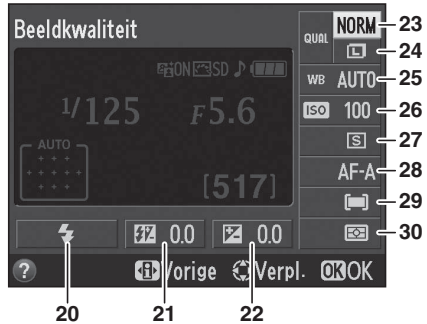 Beeldkwaliteit
QUAL NORM 23
L 24
ON SD
WB AUTO 25
1/125 F5.6
ISO 100 26
S 27
AUTO
AF-A 28
[517]
29
30
0.0 0.0
? Vorige Verpl. OK OK
20 21 22